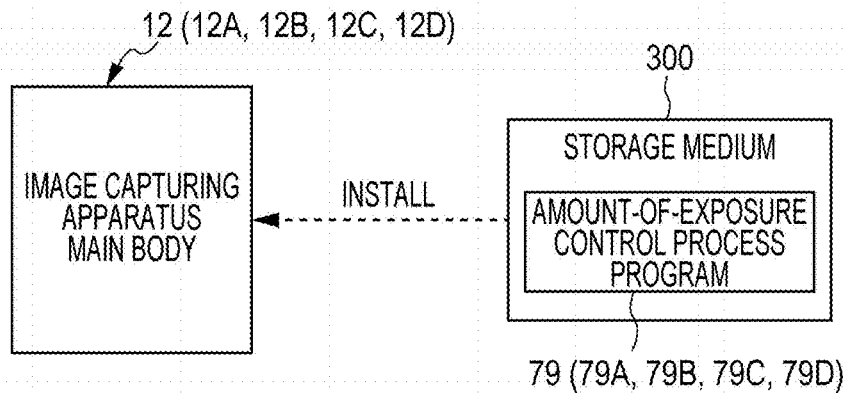 12 (12A, 12B, 12C, 12D)
300
IMAGE CAPTURING
APPARATUS
MAIN BODY
INSTALL
STORAGE MEDIUM
AMOUNT-OF-EXPOSURE
CONTROL PROCESS
PROGRAM
79 (79A, 79B, 79C, 79D)